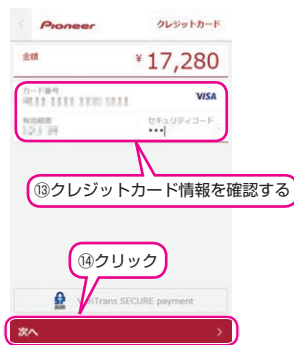 Pioneer クレジットカード
金額
¥ 17,280
カード番号
VISA
有効期限 セキュリティコード
•••
⑬クレジットカード情報を確認する
⑭クリック
VeriTrans SECURE payment
次へ